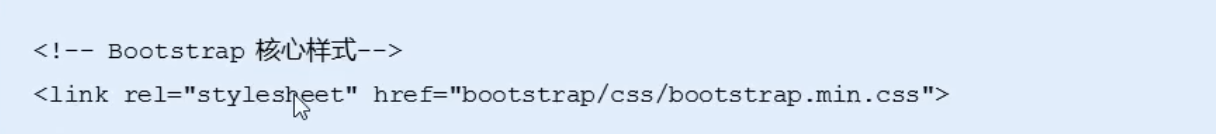 <!-- Bootstrap 核心样式-->
<link rel="stylesheet" href="bootstrap/css/bootstrap.min.css">